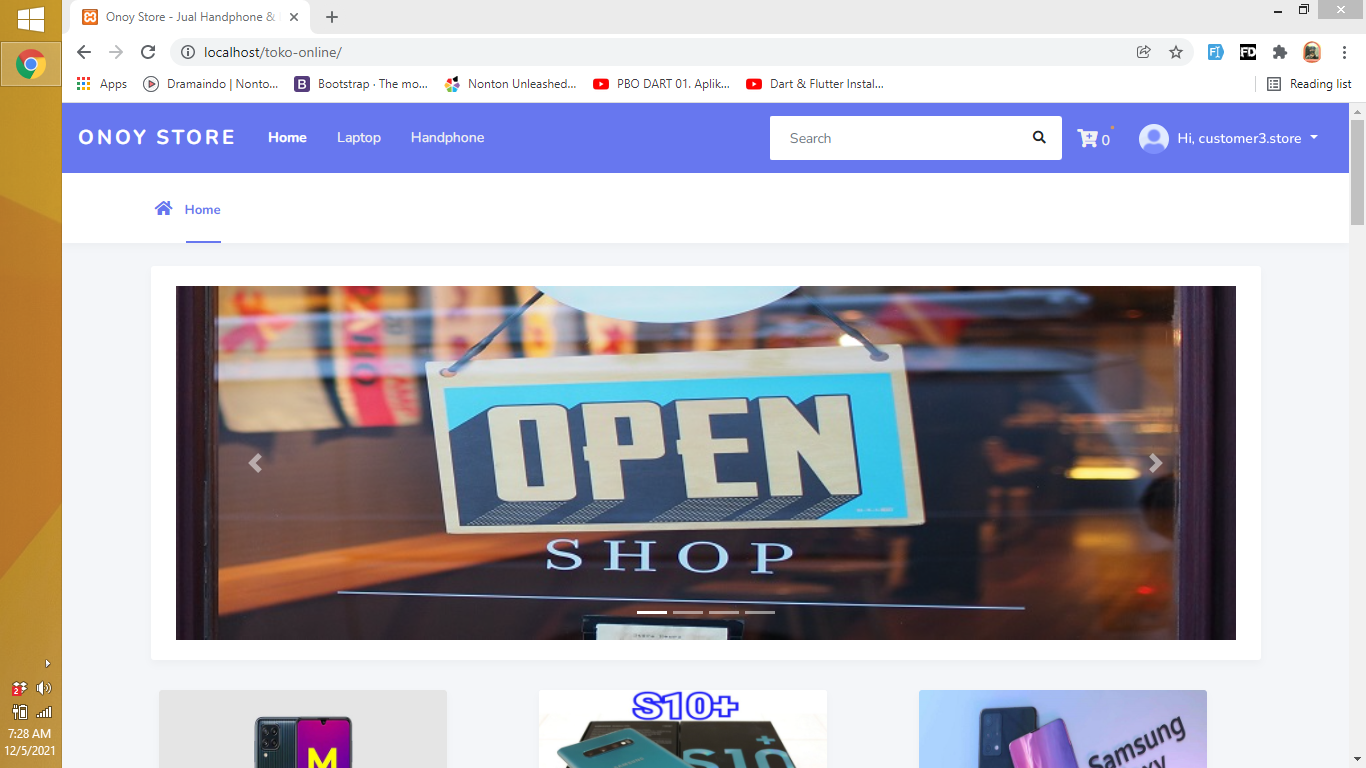 Onoy Store - Jual Handphone &
localhost/toko-online/
Apps
Dramaindo | Nonto...
Bootstrap · The mo...
Nonton Unleashed...
PBO DART 01. Aplik...
Dart & Flutter Instal...
Reading list
ONOY STORE
Home
Laptop
Handphone
Search
0
Hi, customer3.store
Home
OPEN
SHOP
M
S10+
S10+
Samsung
2
7:28 AM
12/5/2021